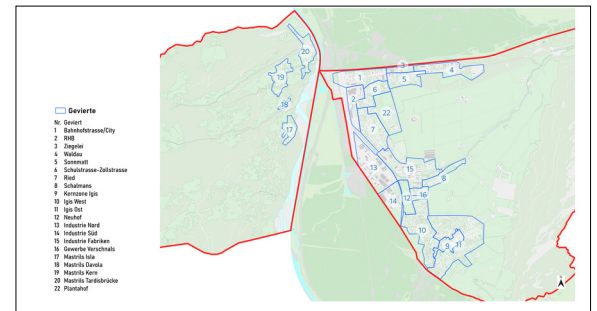 Gevierte
Nr. Geviert
1 Bahnhofstrasse/City
2 RHB
3 Ziegelei
4 Waldau
5 Sonnmatt
6 Schulstrasse-Zollstrasse
7 Ried
8 Schalmans
9 Kernzone Igis
10 Igis West
11 Igis Ost
12 Neuhof
13 Industrie Nord
14 Industrie Süd
15 Industrie Fabriken
16 Gewerbe Verschnals
17 Mastrils Isla
18 Mastrils Davola
19 Mastrils Kern
20 Mastrils Tardisbrücke
22 Plantahof
20
19
18
17
3
4
1
5
6
2
22
7
13
15
8
14
12
16
10
9
11